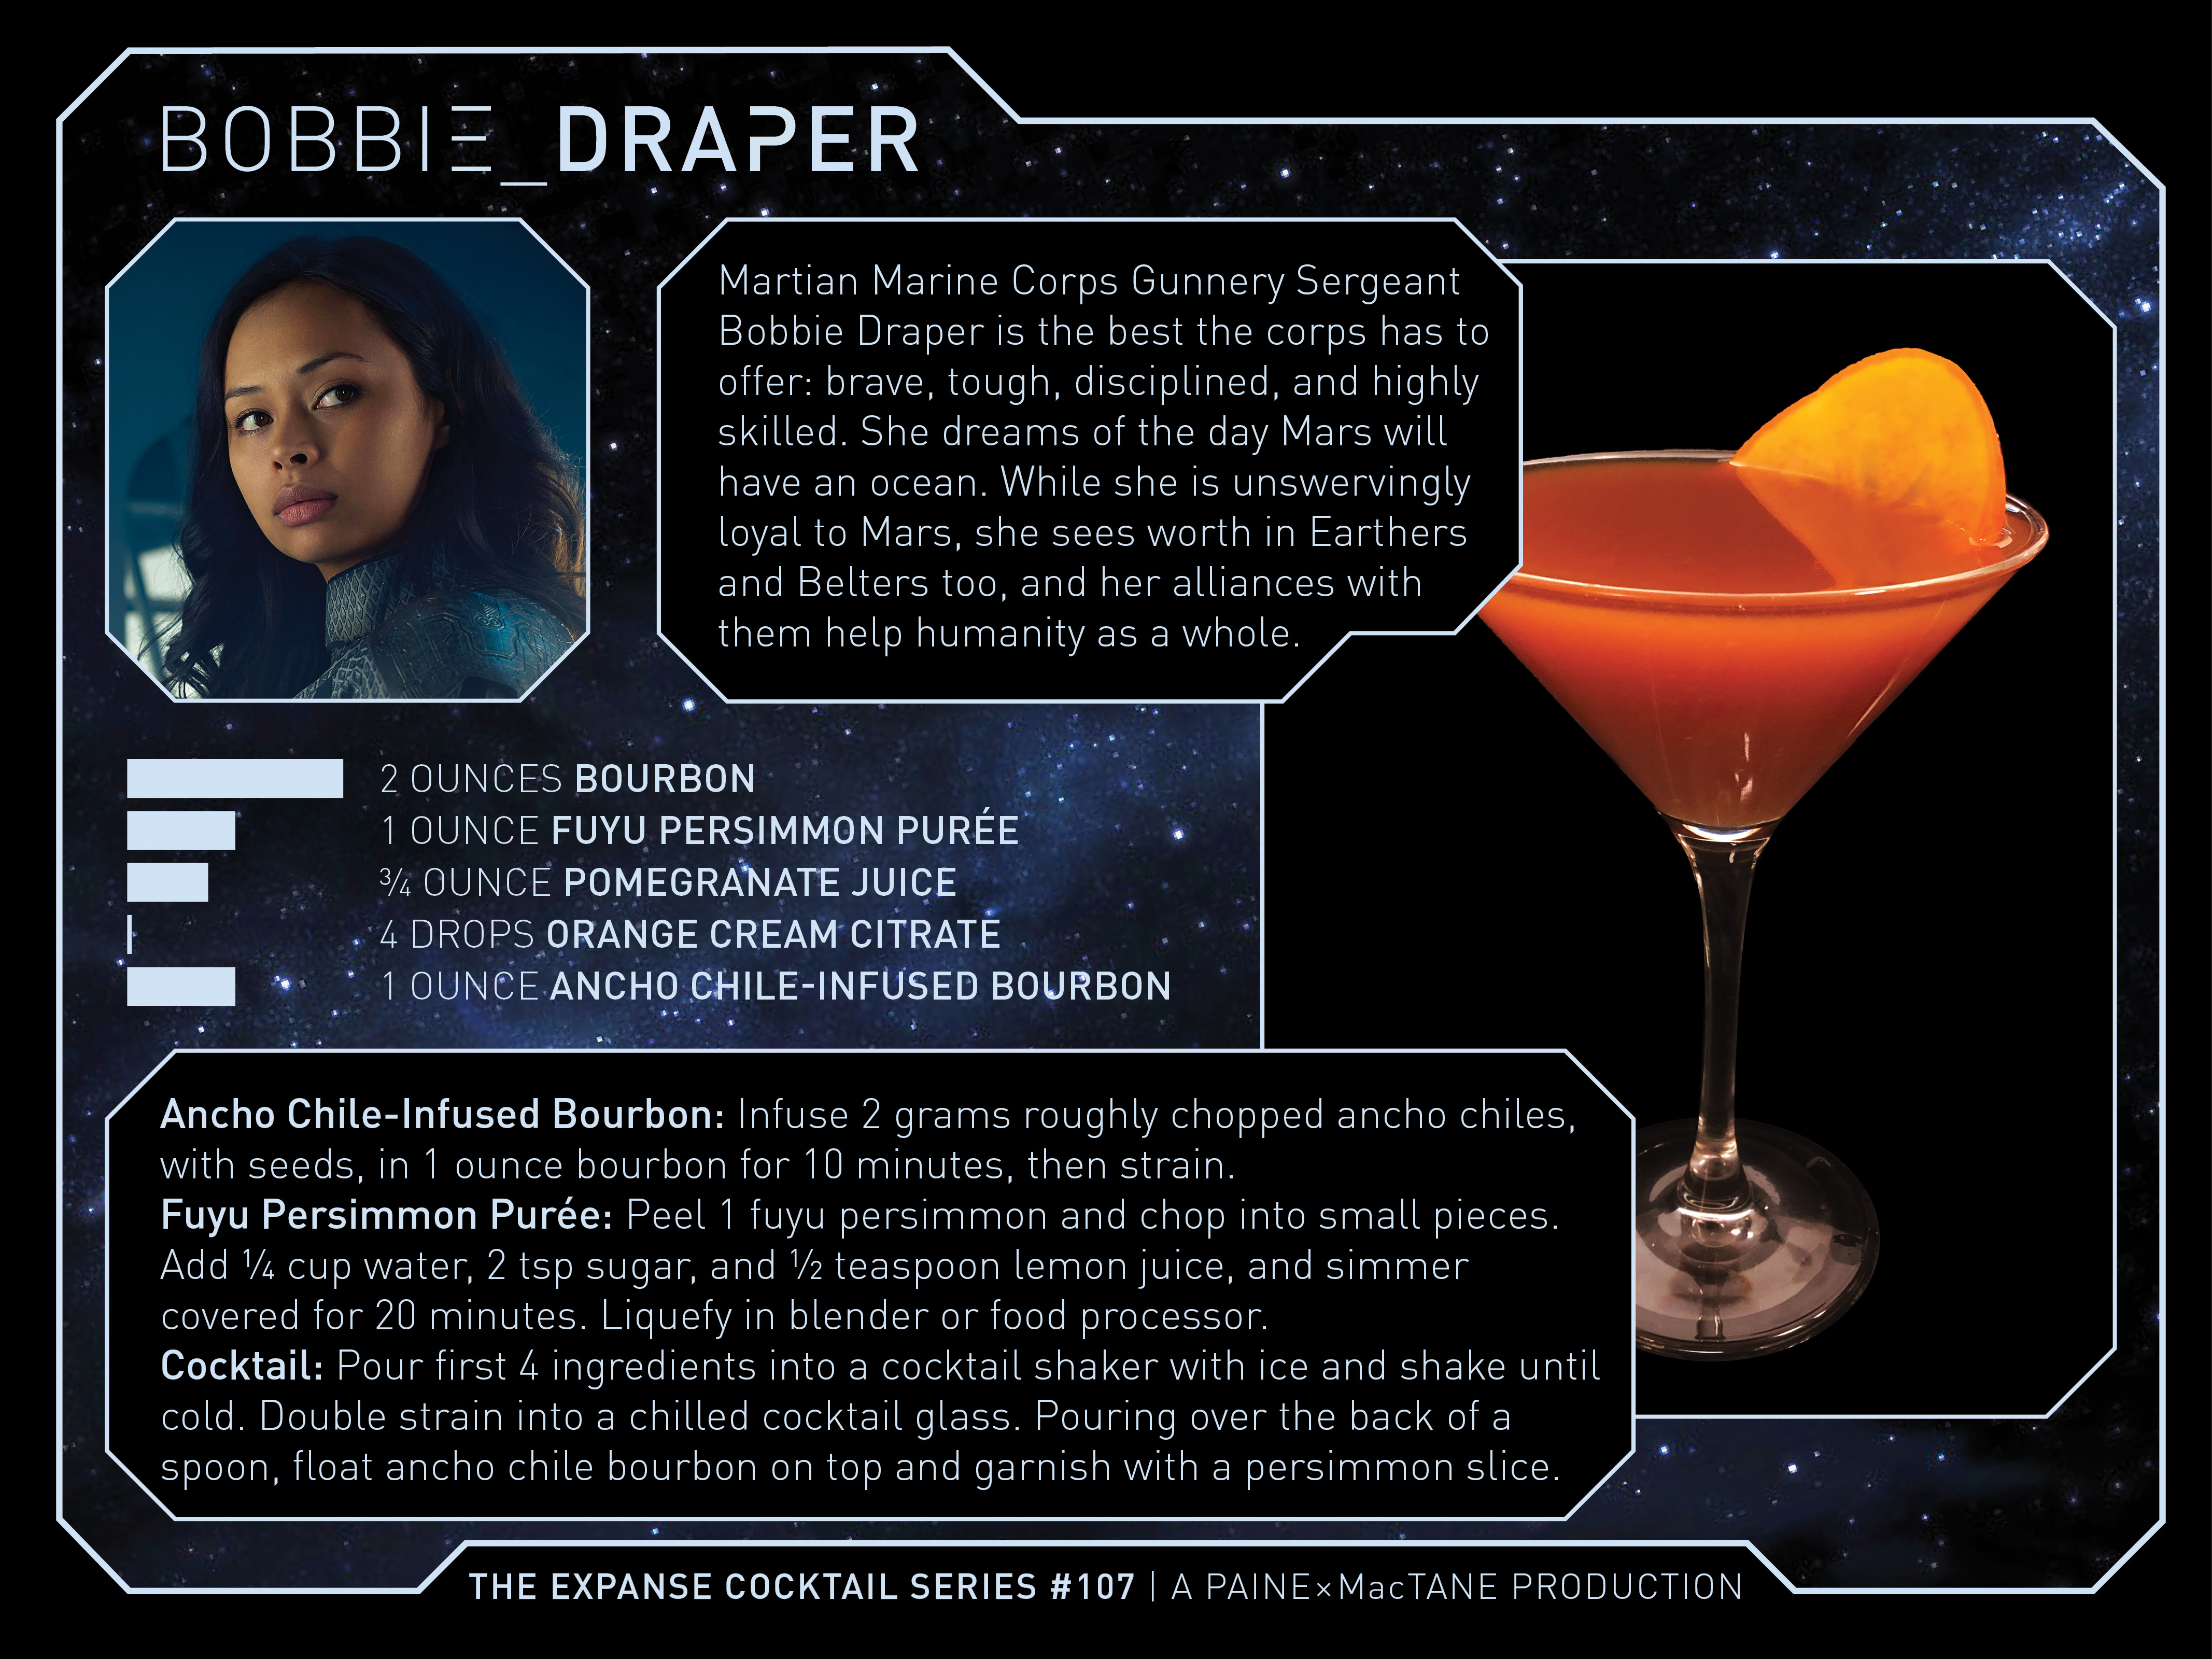 BOBBIE_DRAPER
Martian Marine Corps Gunnery Sergeant
Bobbie Draper is the best the corps has to
offer: brave, tough, disciplined, and highly
skilled. She dreams of the day Mars will
have an ocean. While she is unswervingly
loyal to Mars, she sees worth in Earthers
and Belters too, and her alliances with
them help humanity as a whole.
2 OUNCES BOURBON
1 OUNCE FUYU PERSIMMON PURÉE
¾ OUNCE POMEGRANATE JUICE
4 DROPS ORANGE CREAM CITRATE
1 OUNCE ANCHO CHILE-INFUSED BOURBON
Ancho Chile-Infused Bourbon: Infuse 2 grams roughly chopped ancho chiles,
with seeds, in 1 ounce bourbon for 10 minutes, then strain.
Fuyu Persimmon Purée: Peel 1 fuyu persimmon and chop into small pieces.
Add ¼ cup water, 2 tsp sugar, and ½ teaspoon lemon juice, and simmer
covered for 20 minutes. Liquefy in blender or food processor.
Cocktail: Pour first 4 ingredients into a cocktail shaker with ice and shake until
cold. Double strain into a chilled cocktail glass. Pouring over the back of a
spoon, float ancho chile bourbon on top and garnish with a persimmon slice.
THE EXPANSE COCKTAIL SERIES #107 | A PAINE×MacTANE PRODUCTION